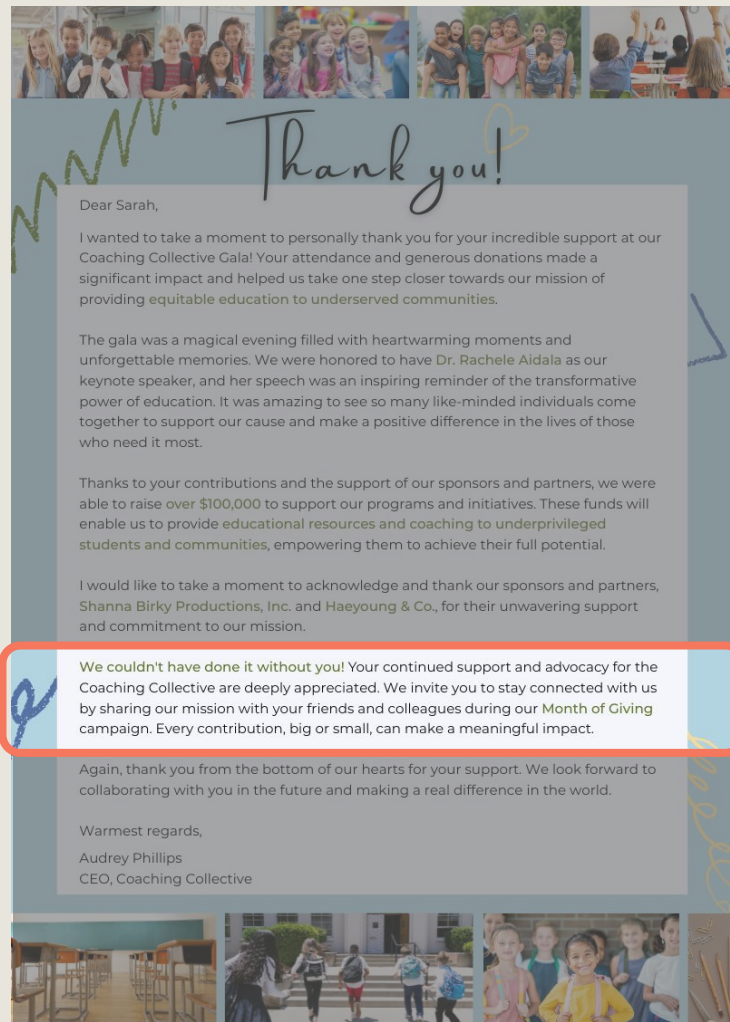 Thank you!
Dear Sarah,
I wanted to take a moment to personally thank you for your incredible support at our
Coaching Collective Gala! Your attendance and generous donations made a
significant impact and helped us take one step closer towards our mission of
providing equitable education to underserved communities.
The gala was a magical evening filled with heartwarming moments and
unforgettable memories. We were honored to have Dr. Rachele Aidala as our
keynote speaker, and her speech was an inspiring reminder of the transformative
power of education. It was amazing to see so many like-minded individuals come
together to support our cause and make a positive difference in the lives of those
who need it most.
Thanks to your contributions and the support of our sponsors and partners, we were
able to raise over $100,000 to support our programs and initiatives. These funds will
enable us to provide educational resources and coaching to underprivileged
students and communities, empowering them to achieve their full potential.
I would like to take a moment to acknowledge and thank our sponsors and partners,
Shanna Birky Productions, Inc. and Haeyoung & Co., for their unwavering support
and commitment to our mission.
We couldn't have done it without you! Your continued support and advocacy for the
Coaching Collective are deeply appreciated. We invite you to stay connected with us
by sharing our mission with your friends and colleagues during our Month of Giving
campaign. Every contribution, big or small, can make a meaningful impact.
Again, thank you from the bottom of our hearts for your support. We look forward to
collaborating with you in the future and making a real difference in the world.
Warmest regards,
Audrey Phillips
CEO, Coaching Collective